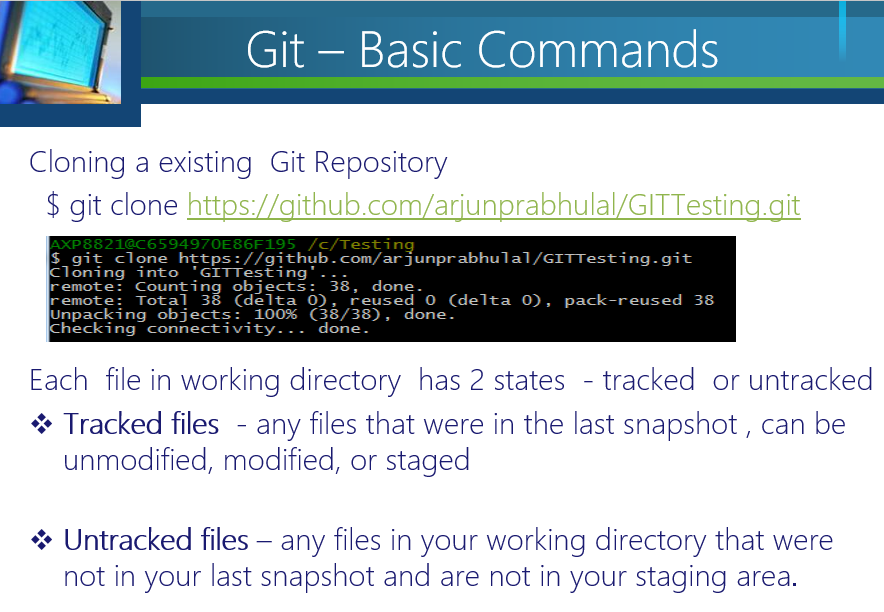 Git – Basic Commands
Cloning a existing Git Repository
$ git clone https://github.com/arjunprabhulal/GITTesting.git
AXP8821@C6594970E86F195 /c/Testing
$ git clone https://github.com/arjunprabhulal/GITTesting.git
Cloning into 'GITTesting'...
remote: Counting objects: 38, done.
remote: Total 38 (delta 0), reused 0 (delta 0), pack-reused 38
Unpacking objects: 100% (38/38), done.
Checking connectivity... done.
Each file in working directory has 2 states - tracked or untracked
❖ Tracked files - any files that were in the last snapshot , can be
unmodified, modified, or staged
❖ Untracked files – any files in your working directory that were
not in your last snapshot and are not in your staging area.